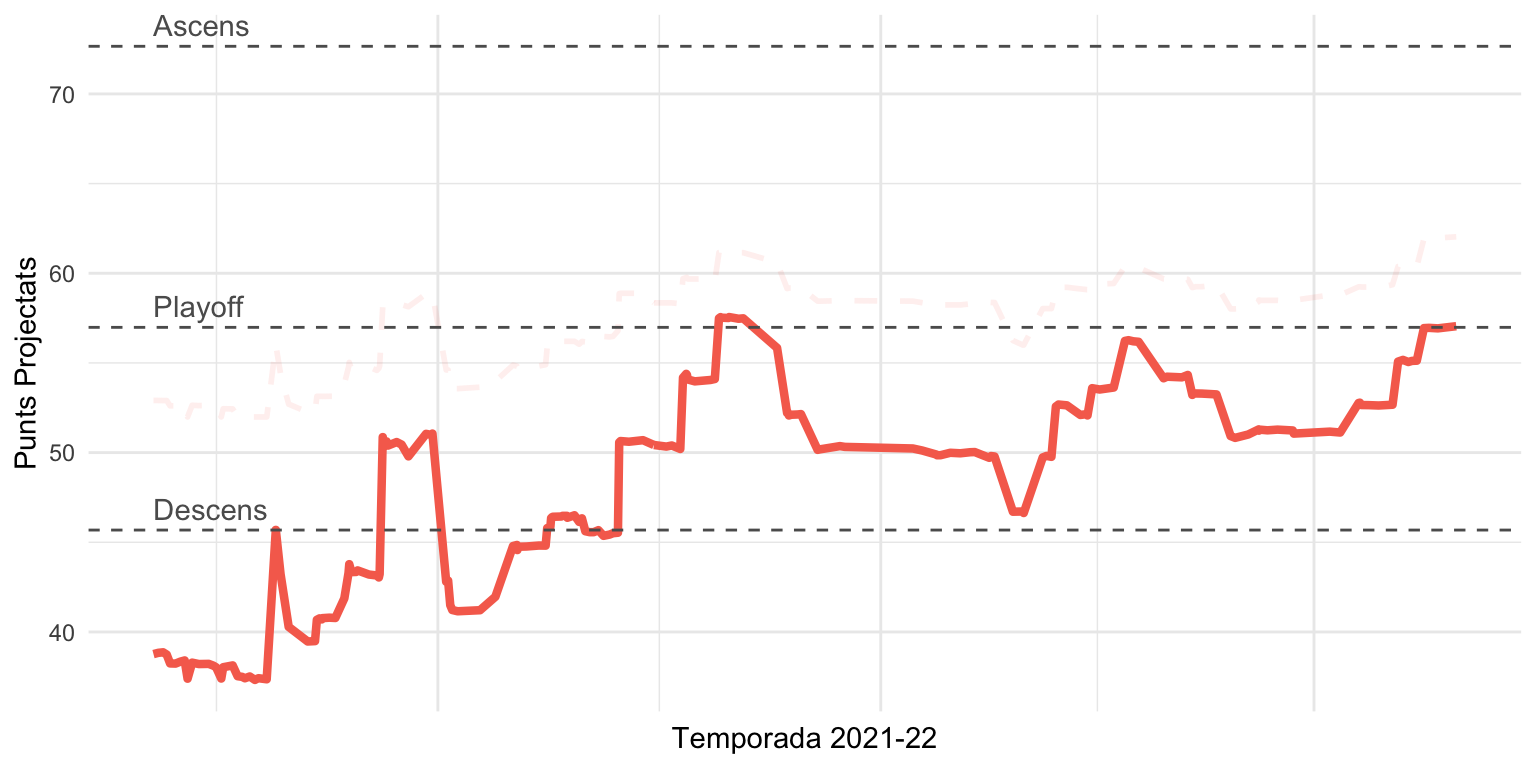 Ascens
70
60
Playoff
50
Descens
40
Punts Projectats
Temporada 2021-22